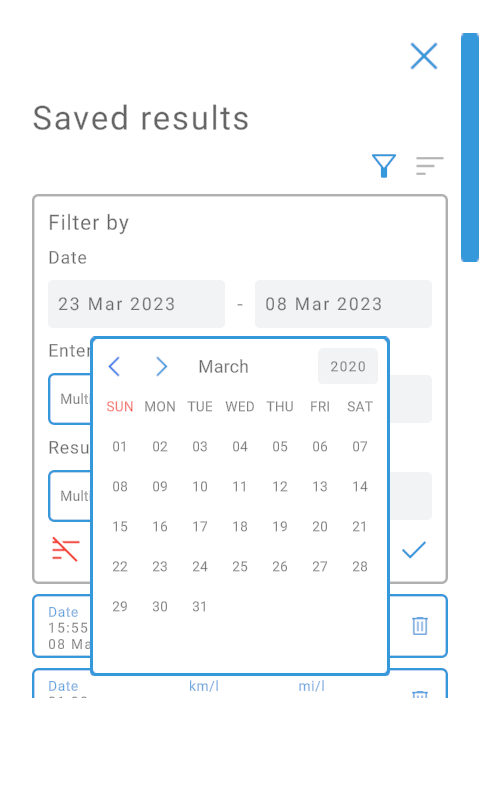 Saved results
Filter by
Date
23 Mar 2023 - 08 Mar 2023
March 2020
SUN MON TUE WED THU FRI SAT
01 02 03 04 05 06 07
08 09 10 11 12 13 14
15 16 17 18 19 20 21
22 23 24 25 26 27 28
29 30 31
Date
15:55
Date km/l mi/l